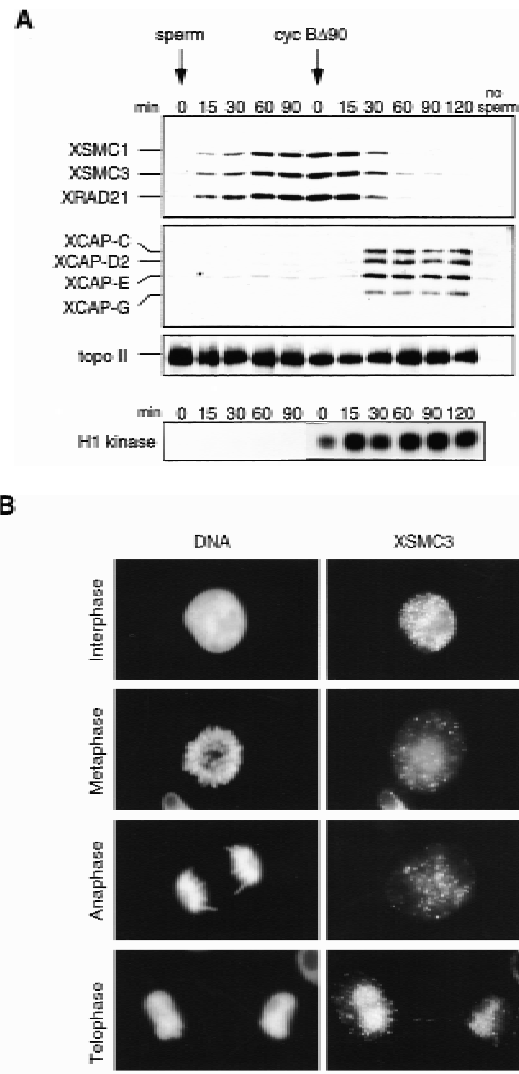 A
sperm cyc BΔ90
no
min 0 15 30 60 90 0 15 30 60 90 120 sperm
XSMC1
XSMC3
XRAD21
XCAP-C
XCAP-D2
XCAP-E
XCAP-G
topo II
min 0 15 30 60 90 0 15 30 60 90 120
H1 kinase
B
DNA XSMC3
Interphase
Metaphase
Anaphase
Telophase